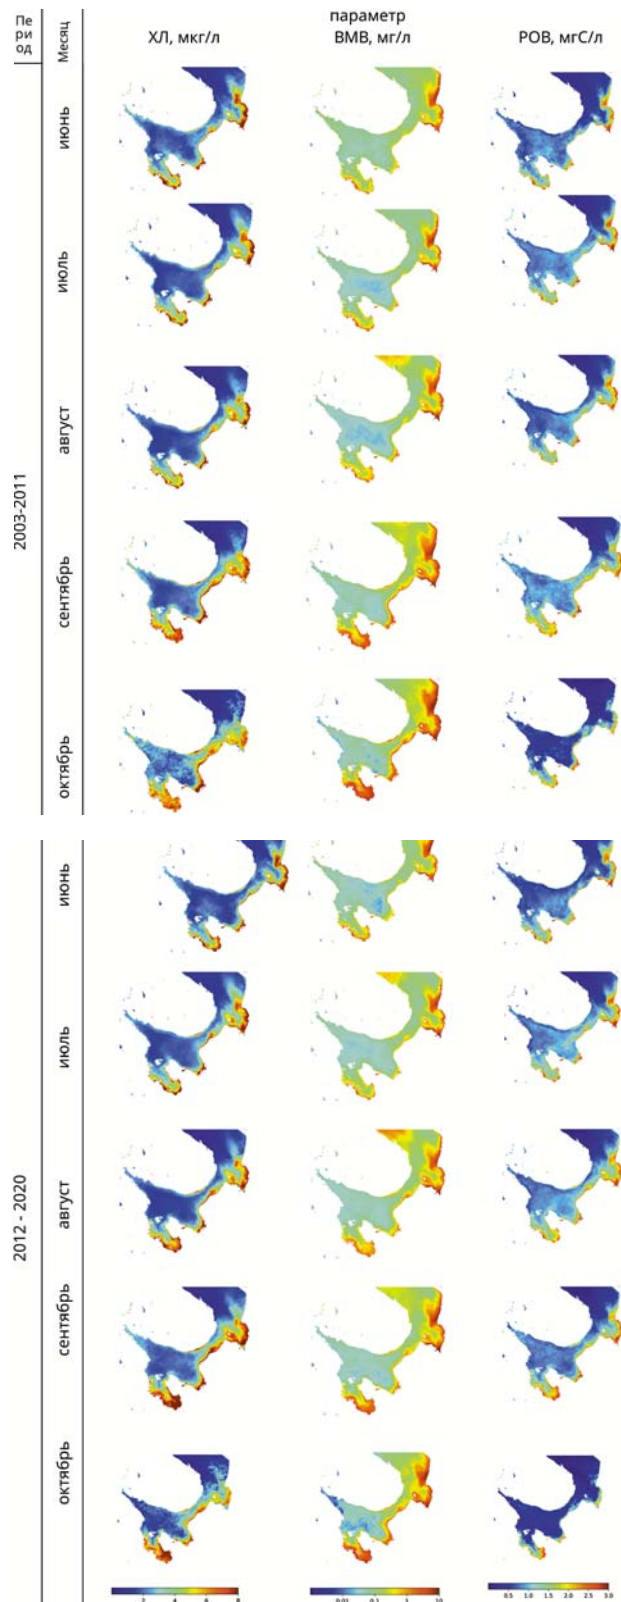 параметр
Пе
ри
од
Месяц
ХЛ, мкг/л
ВМВ, мг/л
РОВ, мгС/л
2003-2011
июнь
июль
август
сентябрь
октябрь
2012 - 2020
июнь
июль
август
сентябрь
октябрь
2 4 6 8
0.01 0.1 1 10
0.5 1.0 1.5 2.0 2.5 3.0